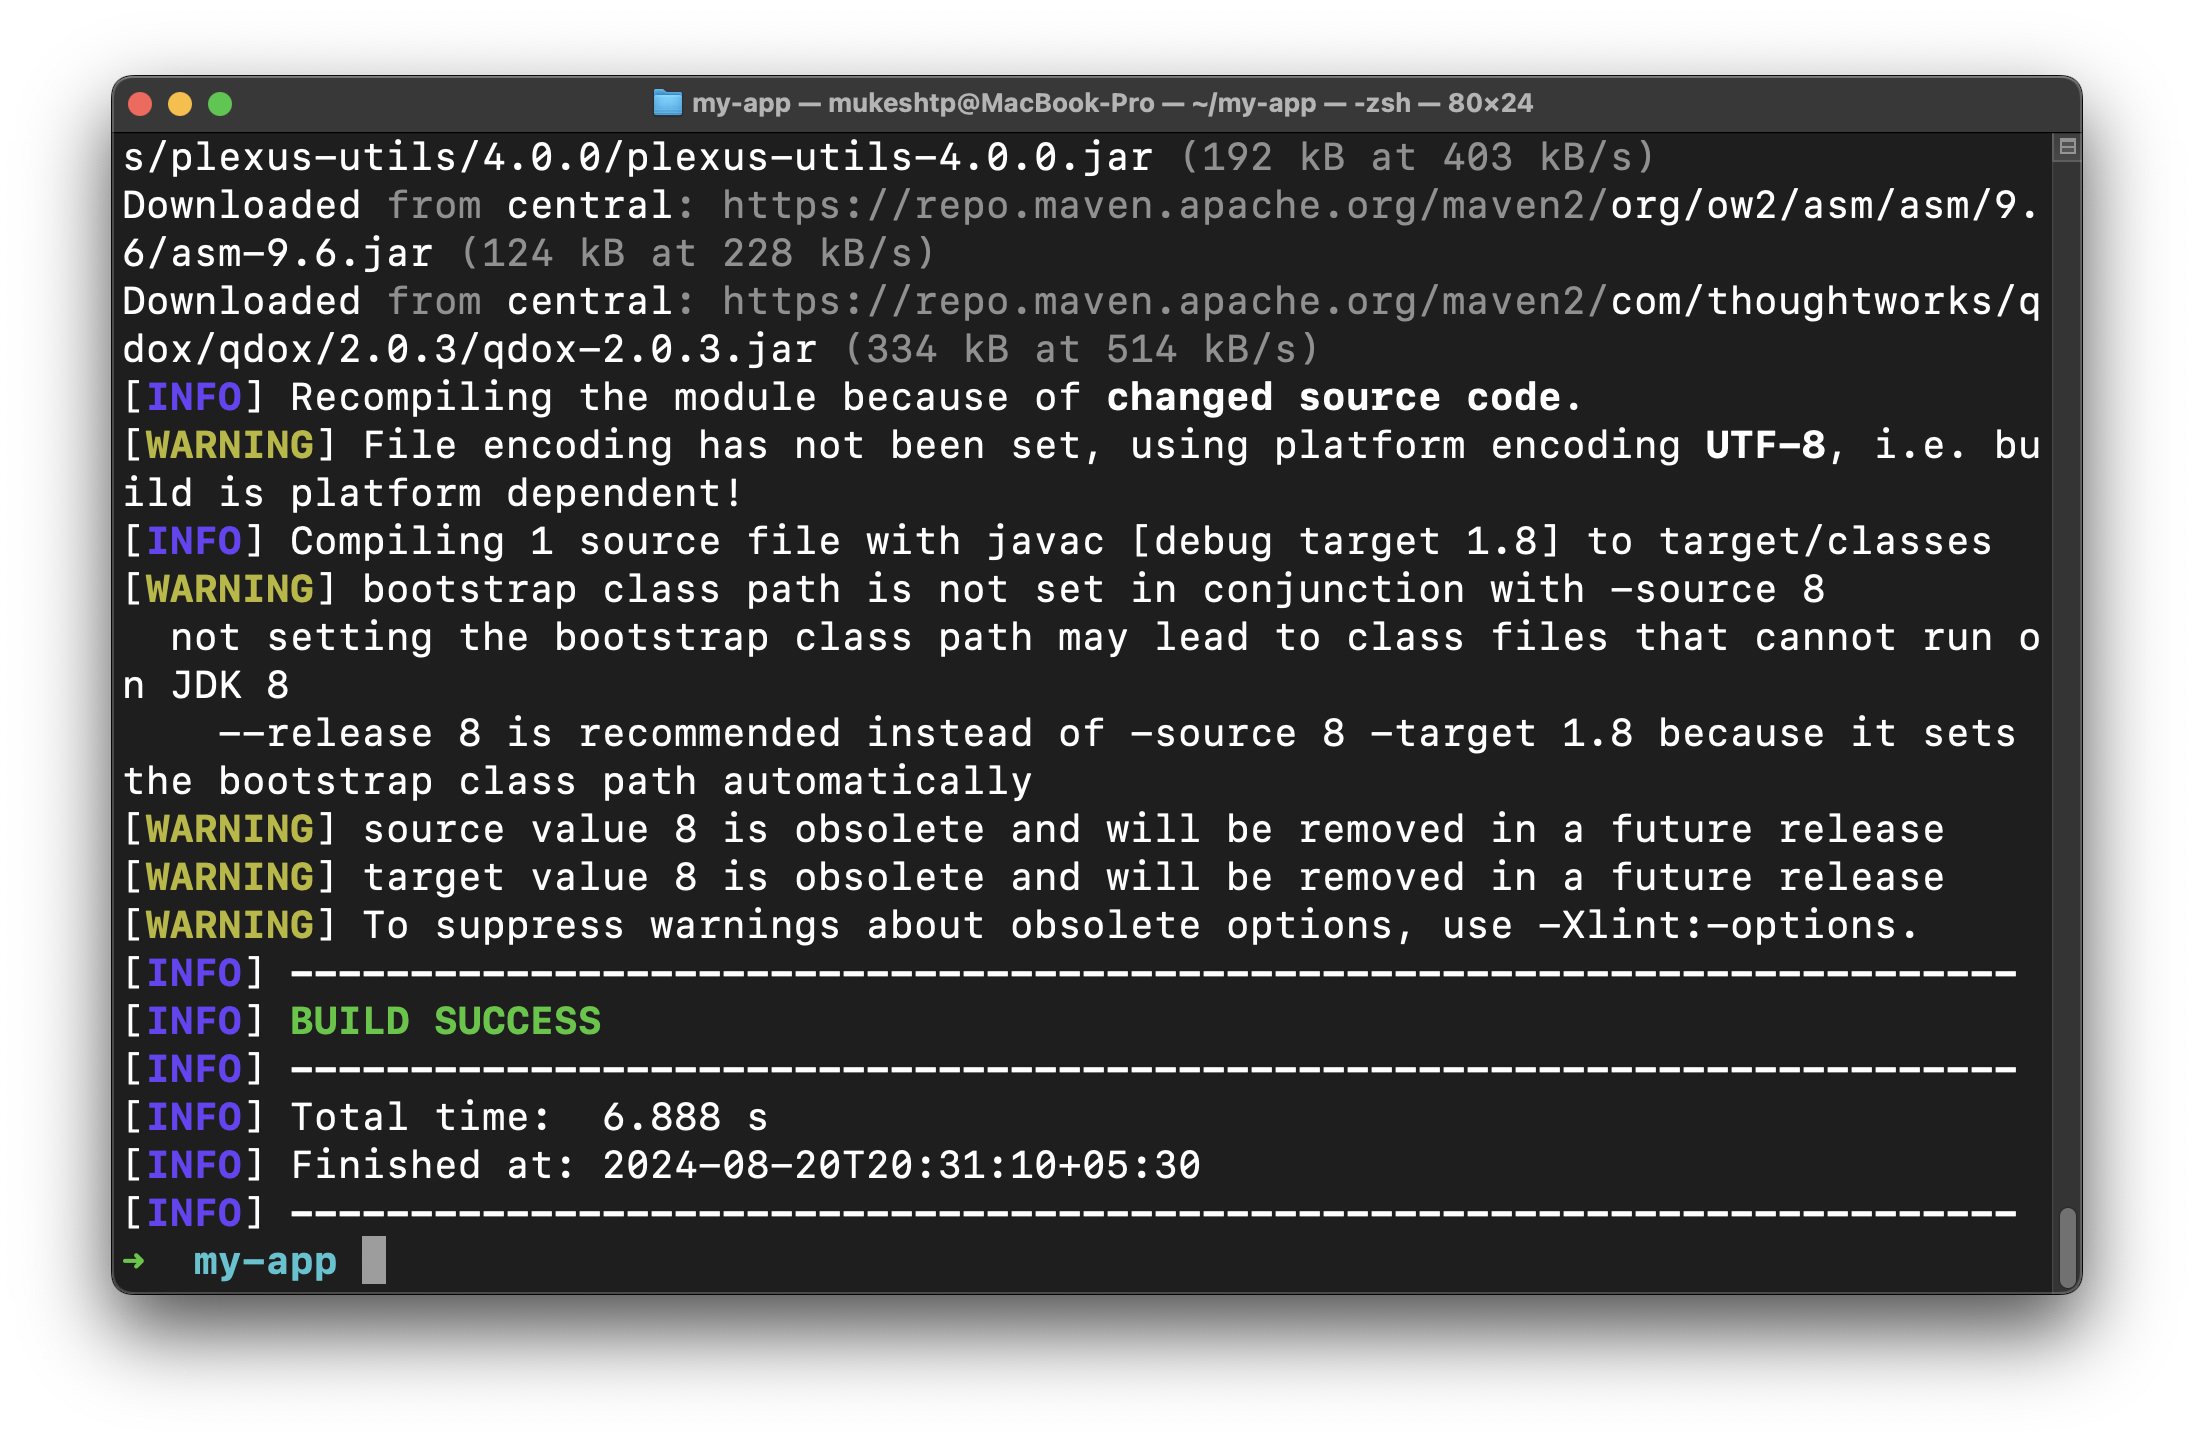 my-app — mukeshtp@MacBook-Pro — ~/my-app — -zsh — 80×24
s/plexus-utils/4.0.0/plexus-utils-4.0.0.jar (192 kB at 403 kB/s)
Downloaded from central: https://repo.maven.apache.org/maven2/org/ow2/asm/asm/9.
6/asm-9.6.jar (124 kB at 228 kB/s)
Downloaded from central: https://repo.maven.apache.org/maven2/com/thoughtworks/q
dox/qdox/2.0.3/qdox-2.0.3.jar (334 kB at 514 kB/s)
[INFO] Recompiling the module because of changed source code.
[WARNING] File encoding has not been set, using platform encoding UTF-8, i.e. bu
ild is platform dependent!
[INFO] Compiling 1 source file with javac [debug target 1.8] to target/classes
[WARNING] bootstrap class path is not set in conjunction with -source 8
  not setting the bootstrap class path may lead to class files that cannot run o
n JDK 8
    --release 8 is recommended instead of -source 8 -target 1.8 because it sets
the bootstrap class path automatically
[WARNING] source value 8 is obsolete and will be removed in a future release
[WARNING] target value 8 is obsolete and will be removed in a future release
[WARNING] To suppress warnings about obsolete options, use -Xlint:-options.
[INFO] ------------------------------------------------------------------------
[INFO] BUILD SUCCESS
[INFO] ------------------------------------------------------------------------
[INFO] Total time:  6.888 s
[INFO] Finished at: 2024-08-20T20:31:10+05:30
[INFO] ------------------------------------------------------------------------
➜  my-app